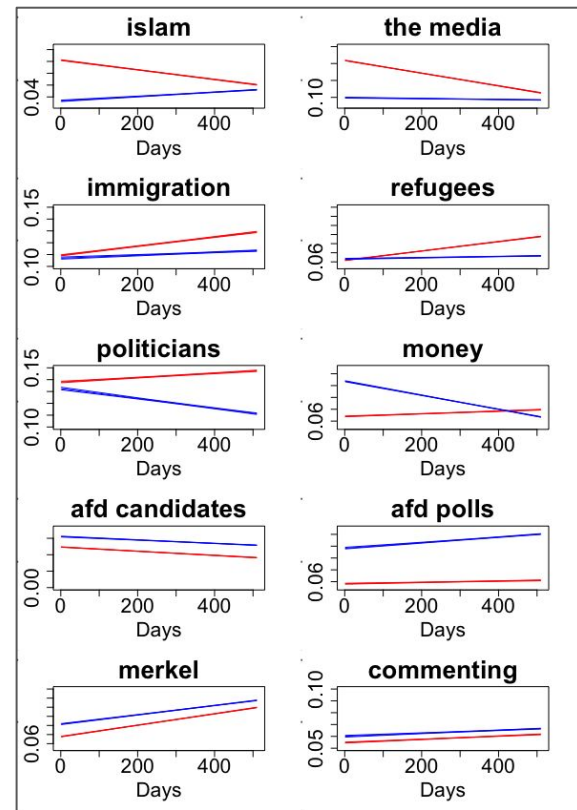 islam
0.04
0 200 400
Days
the media
0.10
0 200 400
Days
immigration
0.15
0.10
0 200 400
Days
refugees
0.06
0 200 400
Days
politicians
0.15
0.10
0 200 400
Days
money
0.06
0 200 400
Days
afd candidates
0.00
0 200 400
Days
afd polls
0.06
0 200 400
Days
merkel
0.06
0 200 400
Days
commenting
0.10
0.05
0 200 400
Days